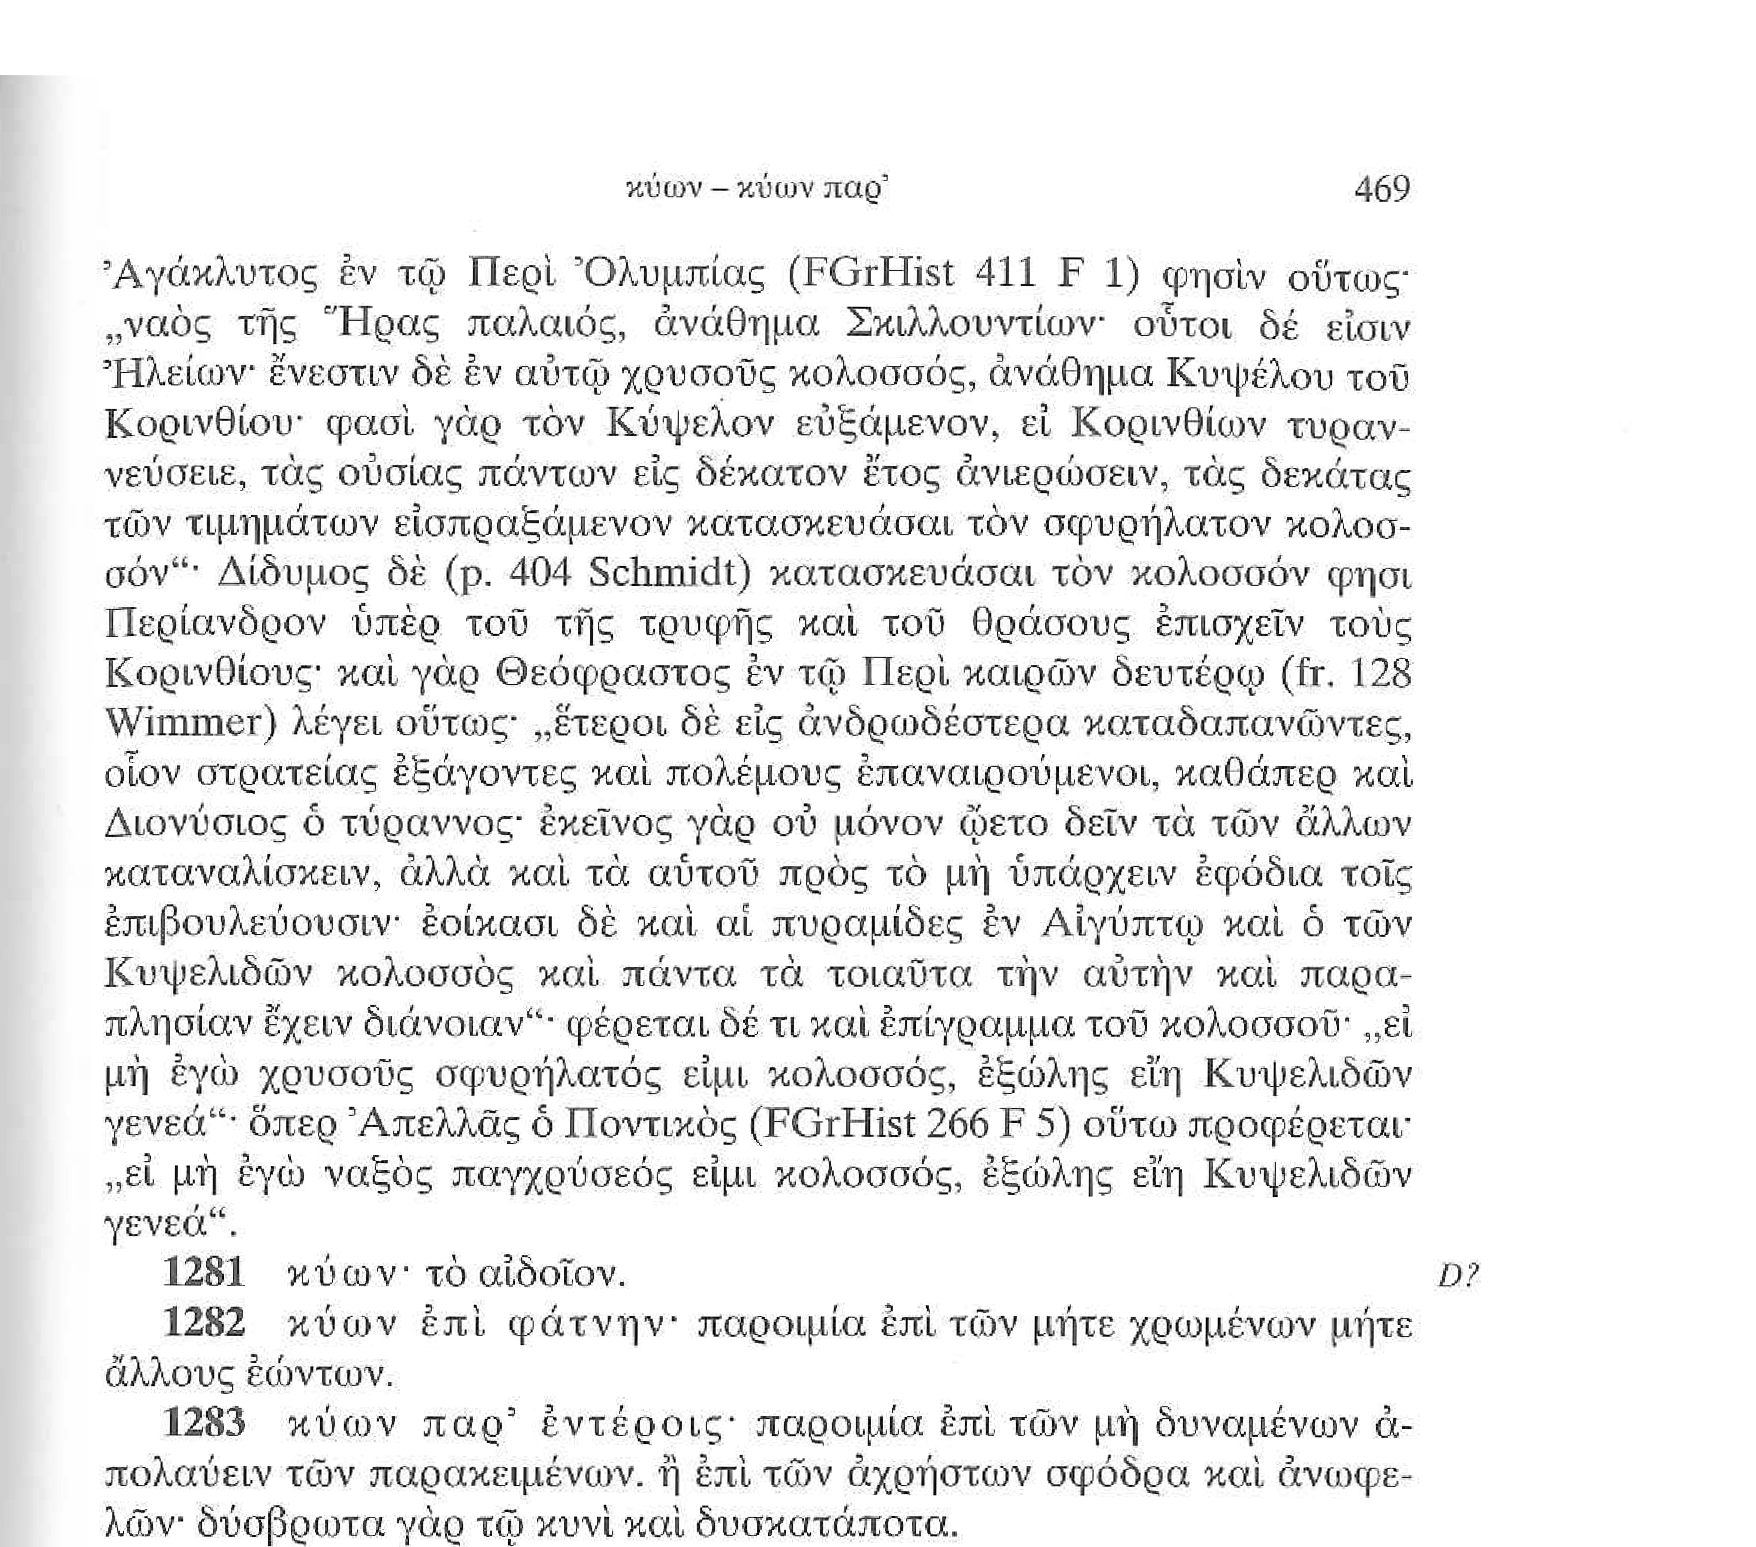 κύων – κύων παρ’ 469
Ἀγάκλυτος ἐν τῷ Περὶ Ὀλυμπίας (FGrHist 411 F 1) φησὶν οὕτως·
„ναὸς τῆς Ἥρας παλαιός, ἀνάθημα Σκιλλουντίων· οὗτοι δέ εἰσιν
Ἠλείων· ἔνεστιν δὲ ἐν αὐτῷ χρυσοῦς κολοσσός, ἀνάθημα Κυψέλου τοῦ
Κορινθίου· φασὶ γὰρ τὸν Κύψελον εὐξάμενον, εἰ Κορινθίων τυραν-
νεύσειε, τὰς οὐσίας πάντων εἰς δέκατον ἔτος ἀνιερώσειν, τὰς δεκάτας
τῶν τιμημάτων εἰσπραξάμενον κατασκευάσαι τὸν σφυρήλατον κολοσ-
σόν“· Δίδυμος δὲ (p. 404 Schmidt) κατασκευάσαι τὸν κολοσσόν φησι
Περίανδρον ὑπὲρ τοῦ τῆς τρυφῆς καὶ τοῦ θράσους ἐπισχεῖν τοὺς
Κορινθίους· καὶ γὰρ Θεόφραστος ἐν τῷ Περὶ καιρῶν δευτέρῳ (fr. 128
Wimmer) λέγει οὕτως· „ἕτεροι δὲ εἰς ἀνδρωδέστερα καταδαπανῶντες,
οἷον στρατείας ἐξάγοντες καὶ πολέμους ἐπαναιρούμενοι, καθάπερ καὶ
Διονύσιος ὁ τύραννος· ἐκεῖνος γὰρ οὐ μόνον ᾤετο δεῖν τὰ τῶν ἄλλων
καταναλίσκειν, ἀλλὰ καὶ τὰ αὑτοῦ πρὸς τὸ μὴ ὑπάρχειν ἐφόδια τοῖς
ἐπιβουλεύουσιν· ἐοίκασι δὲ καὶ αἱ πυραμίδες ἐν Αἰγύπτῳ καὶ ὁ τῶν
Κυψελιδῶν κολοσσὸς καὶ πάντα τὰ τοιαῦτα τὴν αὐτὴν καὶ παρα-
πλησίαν ἔχειν διάνοιαν“· φέρεται δέ τι καὶ ἐπίγραμμα τοῦ κολοσσοῦ· „εἰ
μὴ ἐγὼ χρυσοῦς σφυρήλατός εἰμι κολοσσός, ἐξώλης εἴη Κυψελιδῶν
γενεά“· ὅπερ Ἀπελλᾶς ὁ Ποντικὸς (FGrHist 266 F 5) οὕτω προφέρεται·
„εἰ μὴ ἐγὼ ναξὸς παγχρύσεός εἰμι κολοσσός, ἐξώλης εἴη Κυψελιδῶν
γενεά“.
1281 κύων· τὸ αἰδοῖον. D?
1282 κύων ἐπὶ φάτνην· παροιμία ἐπὶ τῶν μήτε χρωμένων μήτε
ἄλλους ἐώντων.
1283 κύων παρ’ ἐντέροις· παροιμία ἐπὶ τῶν μὴ δυναμένων ἀ-
πολαύειν τῶν παρακειμένων. ἢ ἐπὶ τῶν ἀχρήστων σφόδρα καὶ ἀνωφε-
λῶν· δύσβρωτα γὰρ τῷ κυνὶ καὶ δυσκατάποτα.